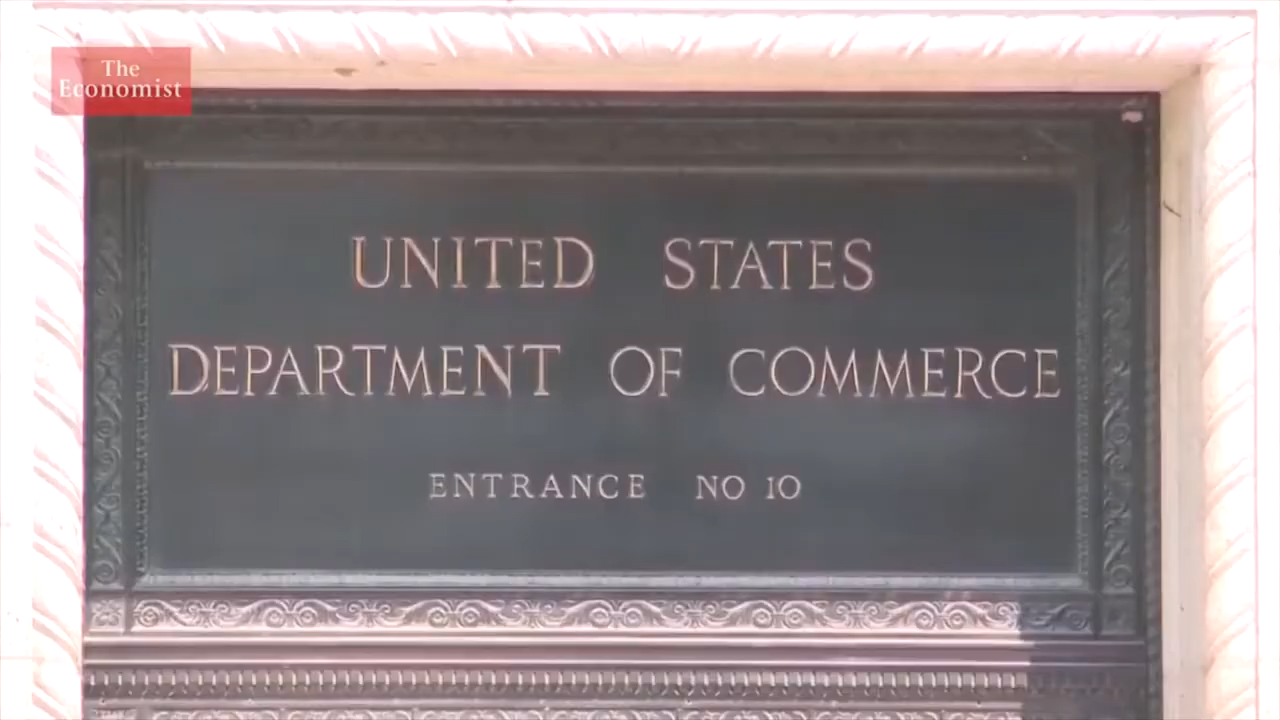 The
Economist
UNITED STATES
DEPARTMENT OF COMMERCE
ENTRANCE NO 10